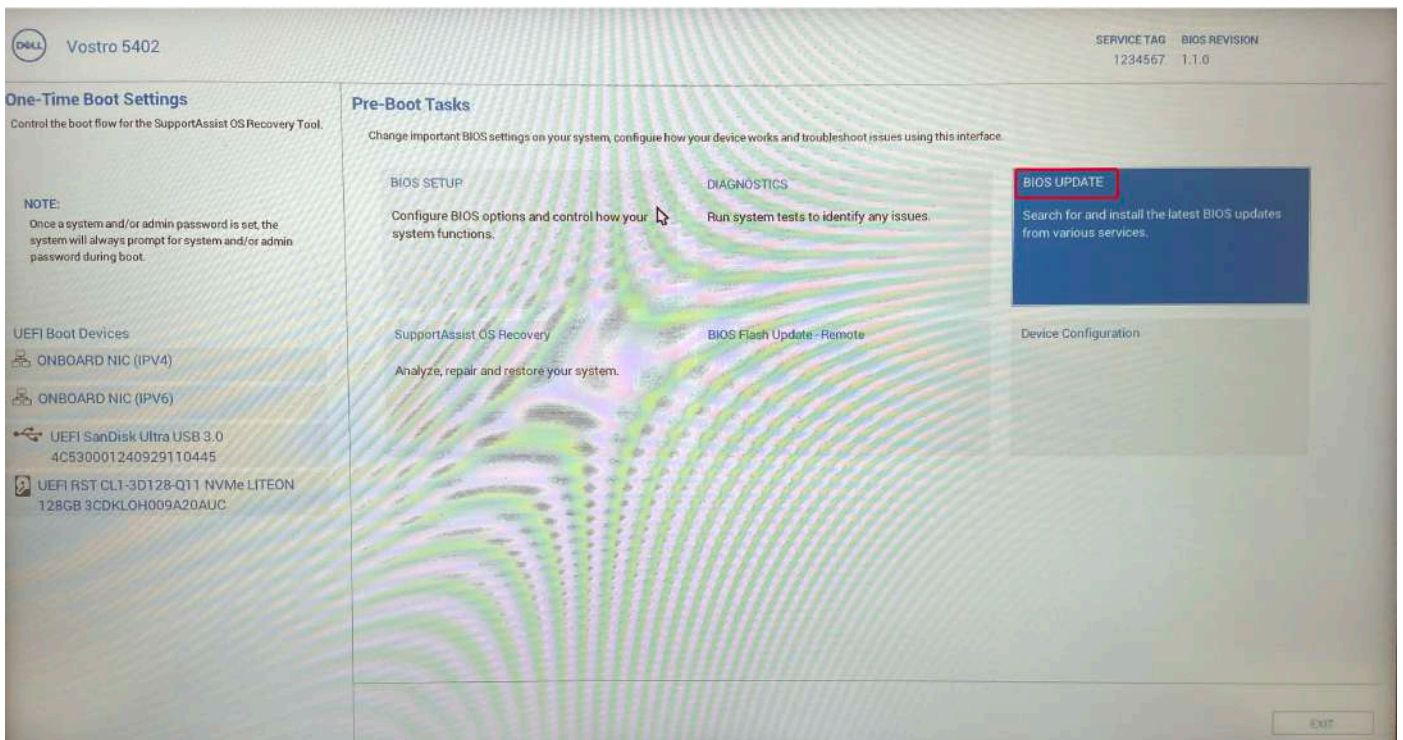 DELL
Vostro 5402
SERVICE TAG BIOS REVISION
1234567 1.1.0
One-Time Boot Settings
Control the boot flow for the SupportAssist OS Recovery Tool.
NOTE:
Once a system and/or admin password is set, the
system will always prompt for system and/or admin
password during boot.
UEFI Boot Devices
ONBOARD NIC (IPV4)
ONBOARD NIC (IPV6)
UEFI SanDisk Ultra USB 3.0
4C530001240929110445
UEFI RST CL1-3D128-Q11 NVMe LITEON
128GB 3CDKLOH009A20AUC
Pre-Boot Tasks
Change important BIOS settings on your system, configure how your device works and troubleshoot issues using this interface.
BIOS SETUP
Configure BIOS options and control how your
system functions.
DIAGNOSTICS
Run system tests to identify any issues.
BIOS UPDATE
Search for and install the latest BIOS updates
from various services.
SupportAssist OS Recovery
Analyze, repair and restore your system.
BIOS Flash Update - Remote
Device Configuration
EXIT